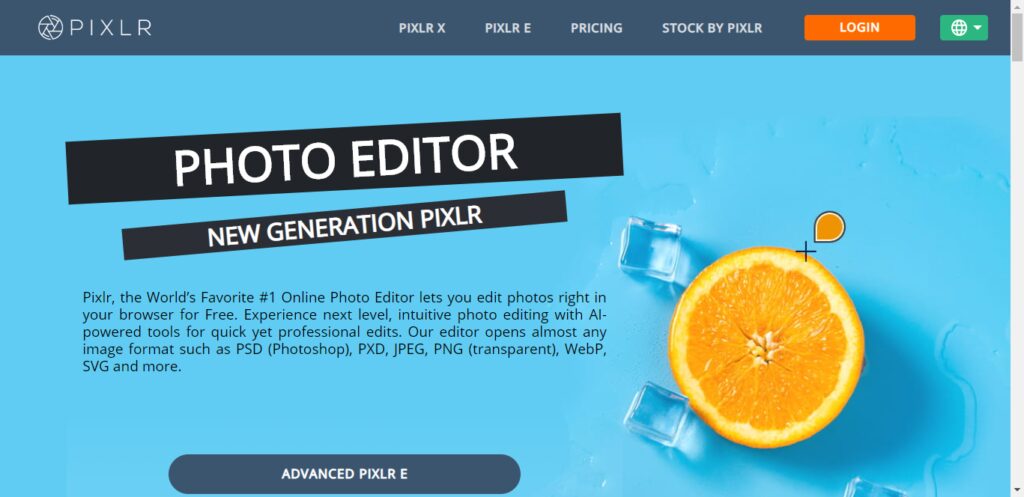 PIXLR
PIXLR X
PIXLR E
PRICING
STOCK BY PIXLR
LOGIN
PHOTO EDITOR
NEW GENERATION PIXLR
Pixlr, the World's Favorite #1 Online Photo Editor lets you edit photos right in
your browser for Free. Experience next level, intuitive photo editing with AI-
powered tools for quick yet professional edits. Our editor opens almost any
image format such as PSD (Photoshop), PXD, JPEG, PNG (transparent), WebP,
SVG and more.
ADVANCED PIXLR E